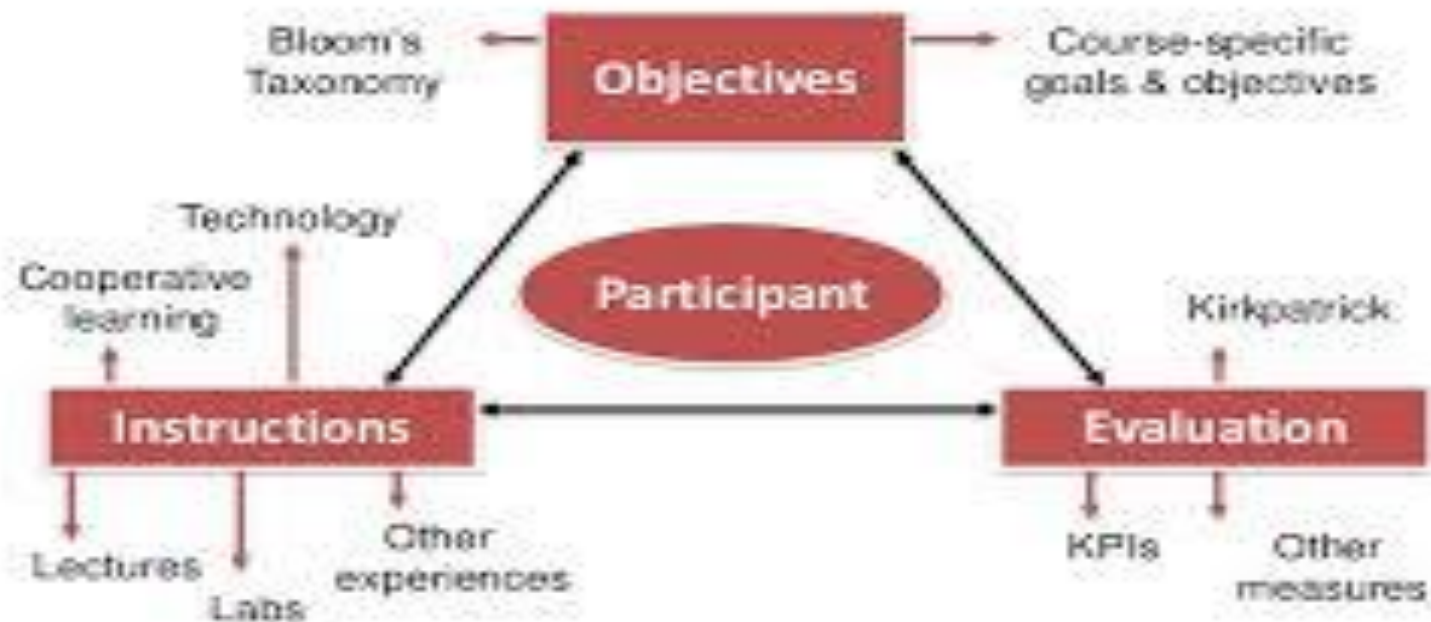 Bloom's
Taxonomy
Objectives
Course-specific
goals & objectives
Technology
Cooperative
learning
Participant
Kirkpatrick
Instructions
Evaluation
Lectures
Labs
Other
experiences
KPIs
Other
measures